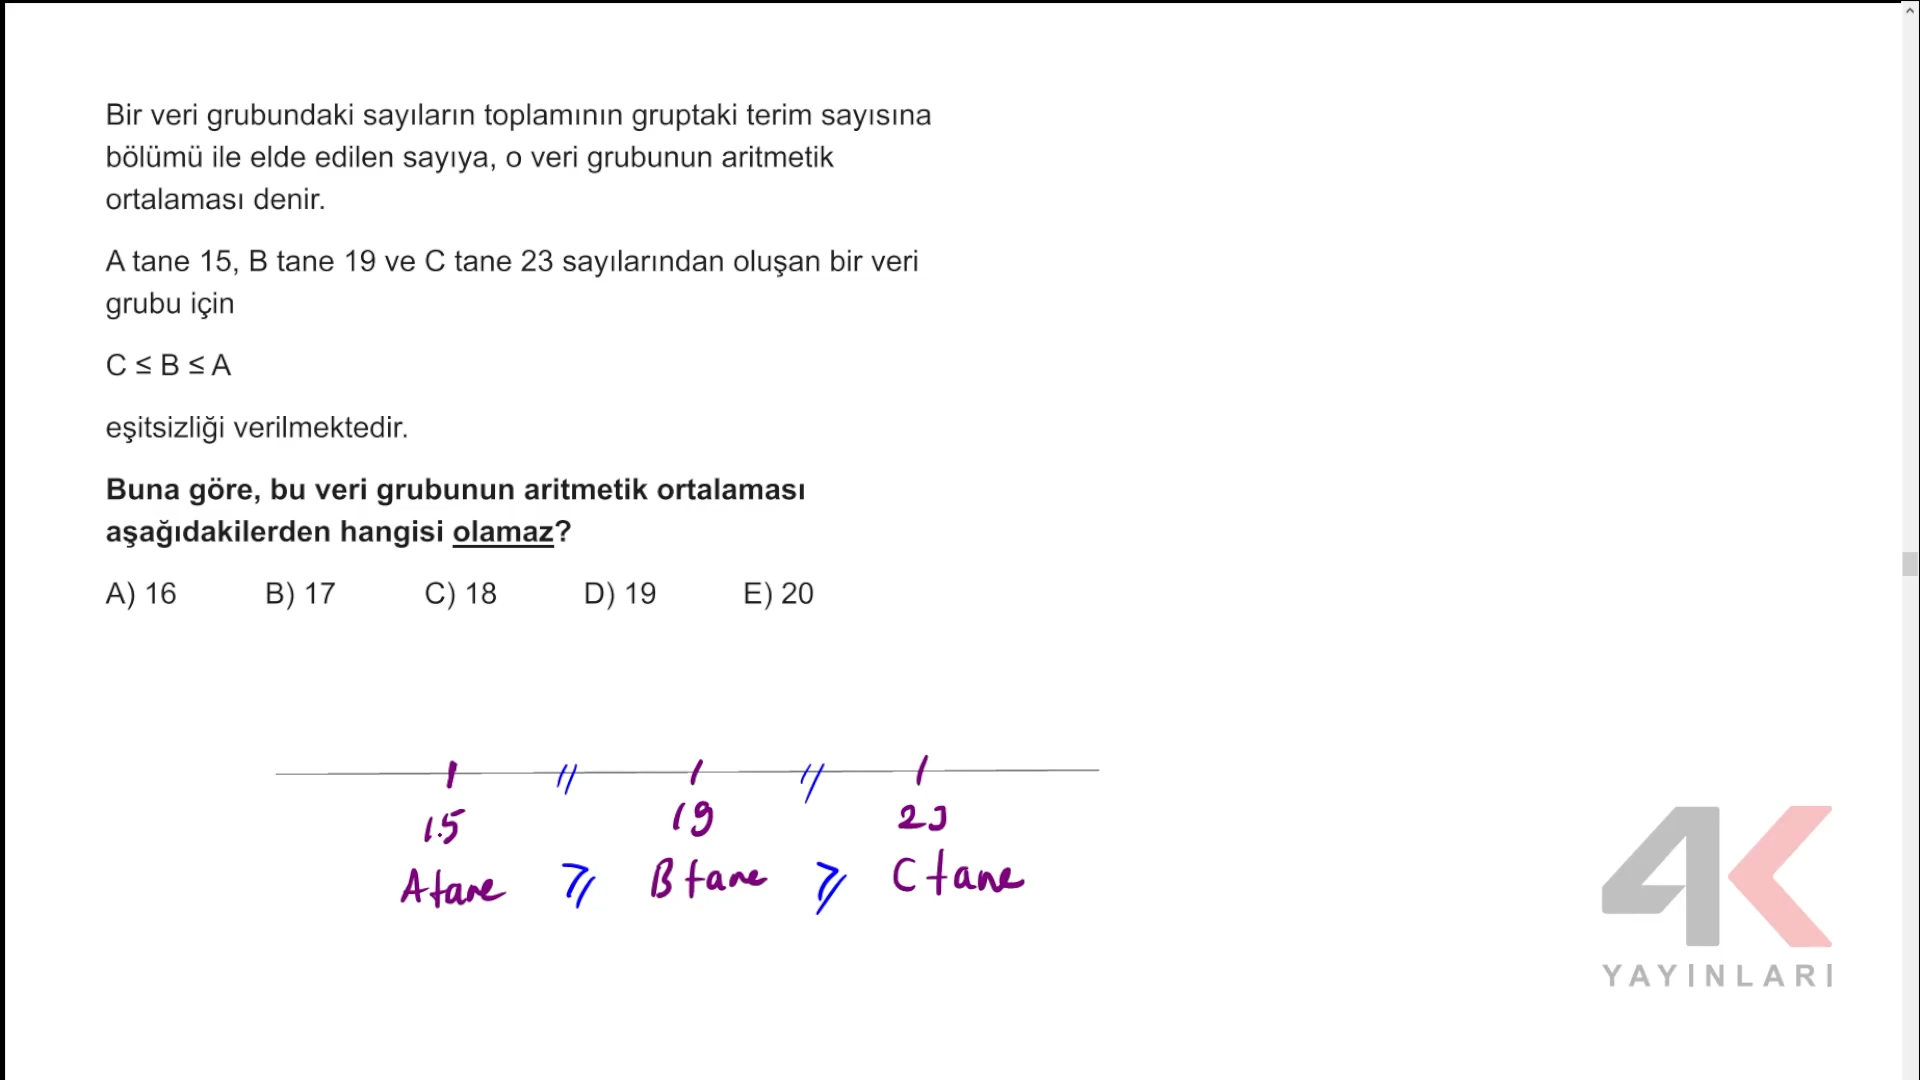 Bir veri grubundaki sayıların toplamının gruptaki terim sayısına
bölümü ile elde edilen sayıya, o veri grubunun aritmetik
ortalaması denir.
A tane 15, B tane 19 ve C tane 23 sayılarından oluşan bir veri
grubu için
C ≤ B ≤ A
eşitsizliği verilmektedir.
Buna göre, bu veri grubunun aritmetik ortalaması
aşağıdakilerden hangisi olamaz?
A) 16 B) 17 C) 18 D) 19 E) 20
15 19 23
A tane ≥ B tane ≥ C tane
4K
YAYINLARI